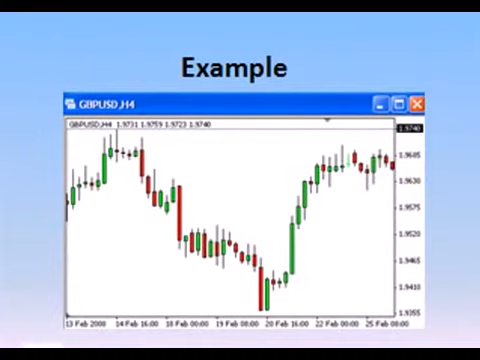 Example
GBPUSD,H4
GBPUSD,H4 1.9731 1.9759 1.9723 1.9740
1.9740
1.9685
1.9630
1.9575
1.9520
1.9465
1.9410
1.9355
13 Feb 2008 14 Feb 16:00 18 Feb 00:00 19 Feb 08:00 20 Feb 16:00 22 Feb 00:00 25 Feb 08:00